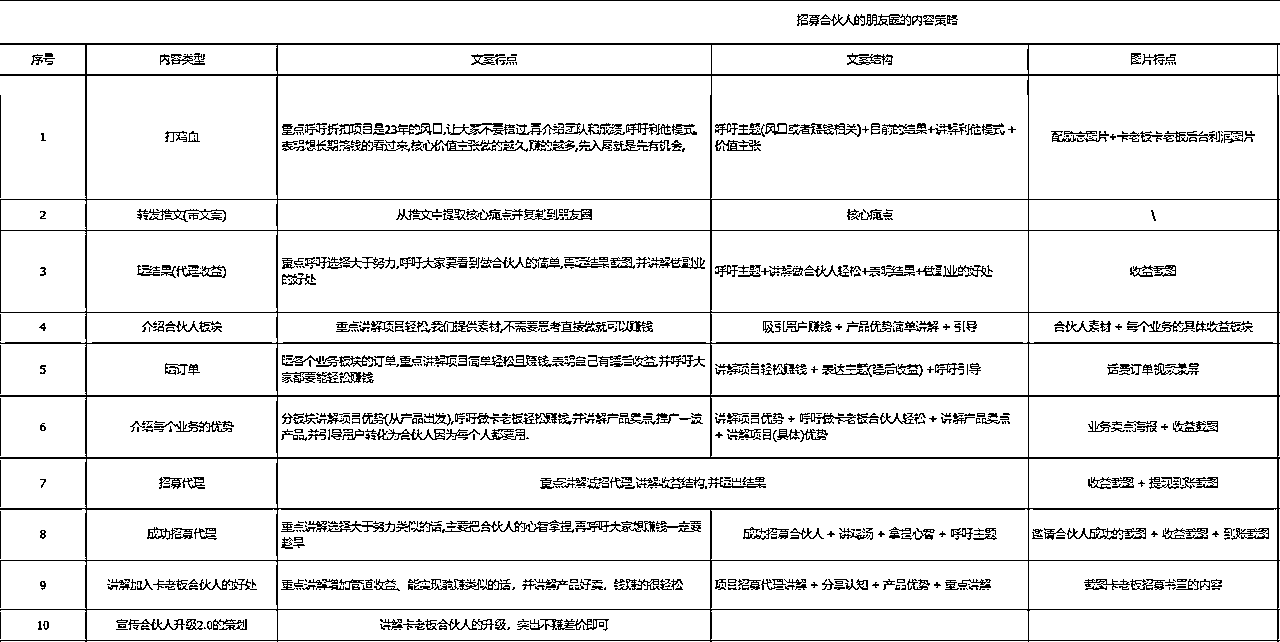 招募合伙人的朋友圈的内容策略
序号 内容类型 文案特点 文案结构 图片特点
1 打鸡血 重点呼吁折扣项目是23年的风口,让大家不要错过,再介绍团队和成绩,呼吁利他模式。 呼吁主题(风口或者赚钱相关)+目前的结果+讲解利他模式 + 配励志图片+卡老板卡老板后台利润图片
表明想长期搞钱的看过来,核心价值主张做的越久,赚的越多,先入局就是先有机会, 价值主张
2 转发推文(带文案) 从推文中提取核心痛点并复制到朋友圈 核心痛点 \
3 晒结果(代理收益) 重点呼吁选择大于努力,呼吁大家要看到做合伙人的简单,再晒结果截图,并讲解做副业 呼吁主题+讲解做合伙人轻松+表明结果+做副业的好处 收益截图
的好处
4 介绍合伙人板块 重点讲解项目轻松,我们提供素材,不需要思考直接做就可以赚钱 吸引用户赚钱 + 产品优势简单讲解 + 引导 合伙人素材 + 每个业务的具体收益板块
5 晒订单 晒各个业务板块的订单,重点讲解项目简单轻松且赚钱,表明自己有睡后收益,并呼吁大 讲解项目轻松赚钱 + 表达主题(睡后收益) +呼吁引导 话费订单视频录屏
家都要能轻松赚钱
6 介绍每个业务的优势 分板块讲解项目优势(从产品出发),呼吁做卡老板轻松赚钱,并讲解产品卖点,推广一波 讲解项目优势 + 呼吁做卡老板合伙人轻松 + 讲解产品卖点 业务卖点海报 + 收益截图
产品,并引导用户转化为合伙人因为每个人都要用. + 讲解项目(具体)优势
7 招募代理 重点讲解诚招代理,讲解收益结构,并晒出结果 收益截图 + 提现到账截图
8 成功招募代理 重点讲解选择大于努力类似的话,主要把合伙人的心智拿捏,再呼吁大家想赚钱一定要 成功招募合伙人 + 讲现场 + 拿捏心智 + 呼吁主题 邀请合伙人成功的截图 + 收益截图 + 到账截图
趁早
9 讲解加入卡老板合伙人的好处 重点讲解增加管道收益、能实现躺赚类似的话,并讲解产品好卖,钱赚的很轻松 项目招募代理讲解 + 分享认知 + 产品优势 + 重点讲解 截图卡老板招募书里的内容
10 宣传合伙人升级2.0的策划 讲解卡老板合伙人的升级,突出不赚差价即可